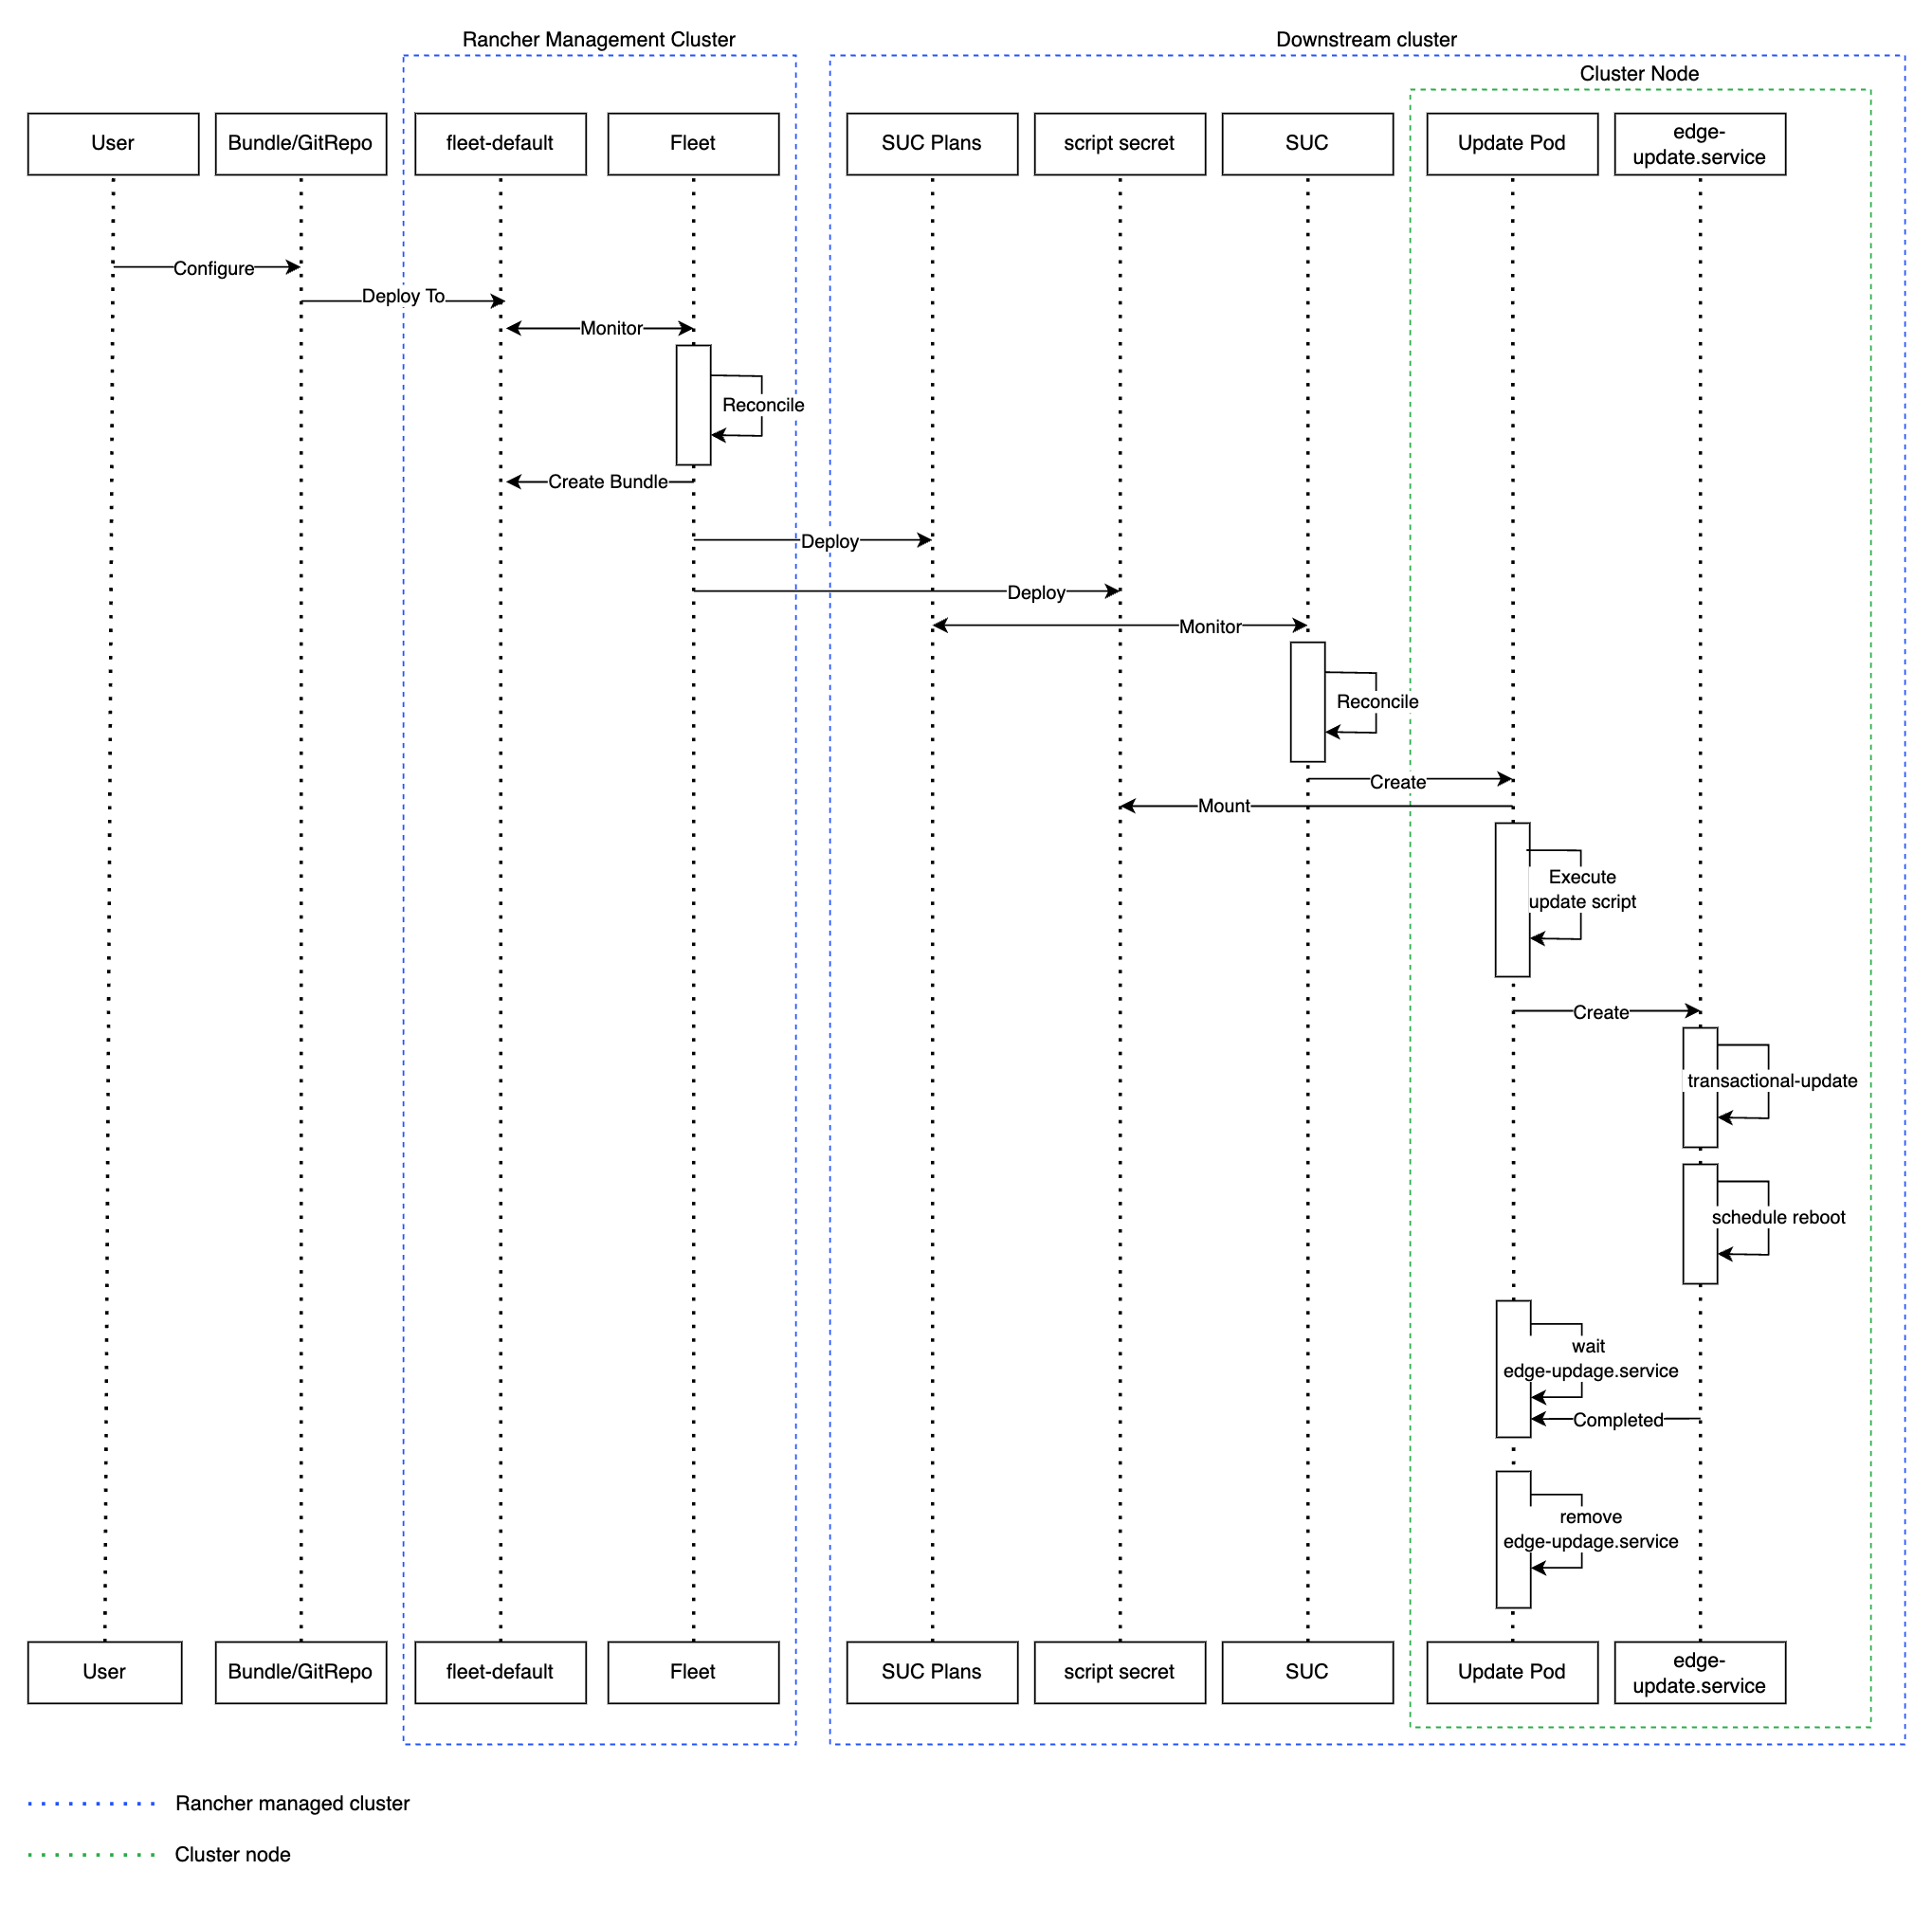 Rancher Management Cluster
Downstream cluster
Cluster Node
User
Bundle/GitRepo
fleet-default
Fleet
SUC Plans
script secret
SUC
Update Pod
edge-
update.service
Configure
Deploy To
Monitor
Reconcile
Create Bundle
Deploy
Deploy
Monitor
Reconcile
Create
Mount
Execute
update script
Create
transactional-update
schedule reboot
wait
edge-updage.service
Completed
remove
edge-updage.service
User
Bundle/GitRepo
fleet-default
Fleet
SUC Plans
script secret
SUC
Update Pod
edge-
update.service
Rancher managed cluster
Cluster node